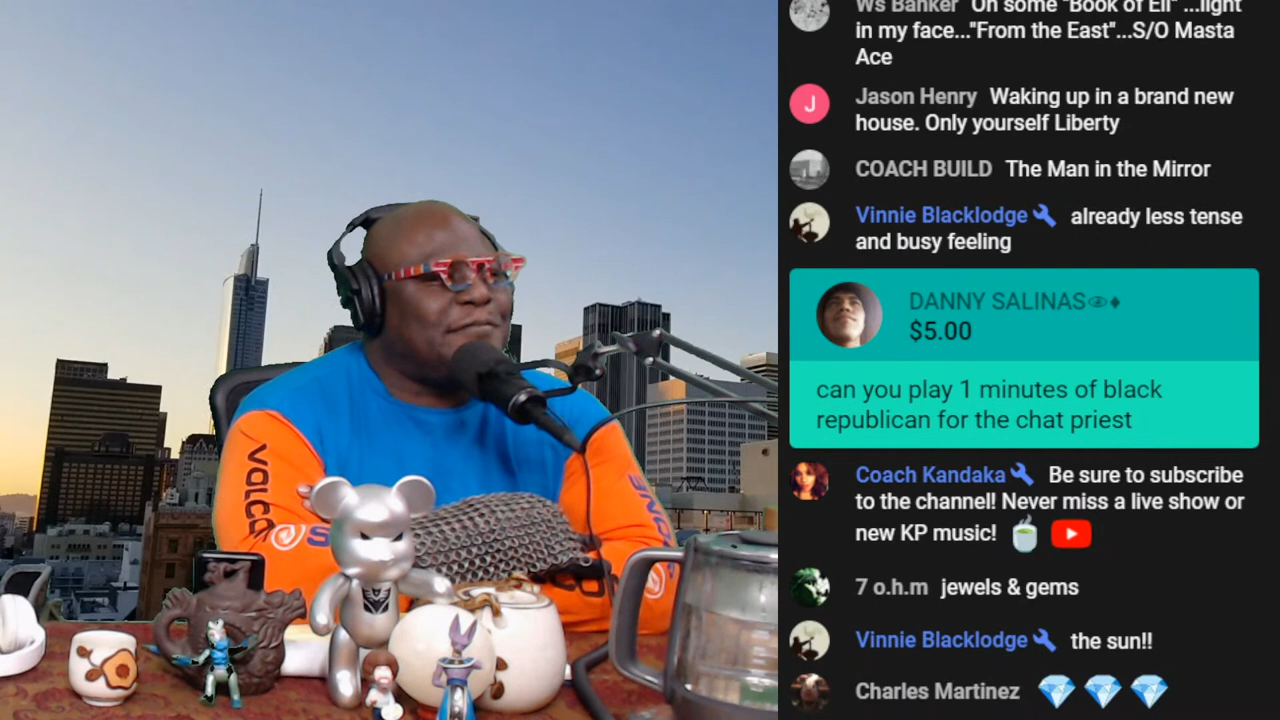 Ws Banker On some "Book of Eli" ...light
in my face..."From the East"...S/O Masta
Ace
J
Jason Henry Waking up in a brand new
house. Only yourself Liberty
COACH BUILD The Man in the Mirror
Vinnie Blacklodge already less tense
and busy feeling
DANNY SALINAS👁♦
$5.00
can you play 1 minutes of black
republican for the chat priest
Coach Kandaka Be sure to subscribe
to the channel! Never miss a live show or
new KP music! 🍵
7 o.h.m jewels & gems
Vinnie Blacklodge the sun!!
Charles Martinez 💎 💎 💎
VOLCO